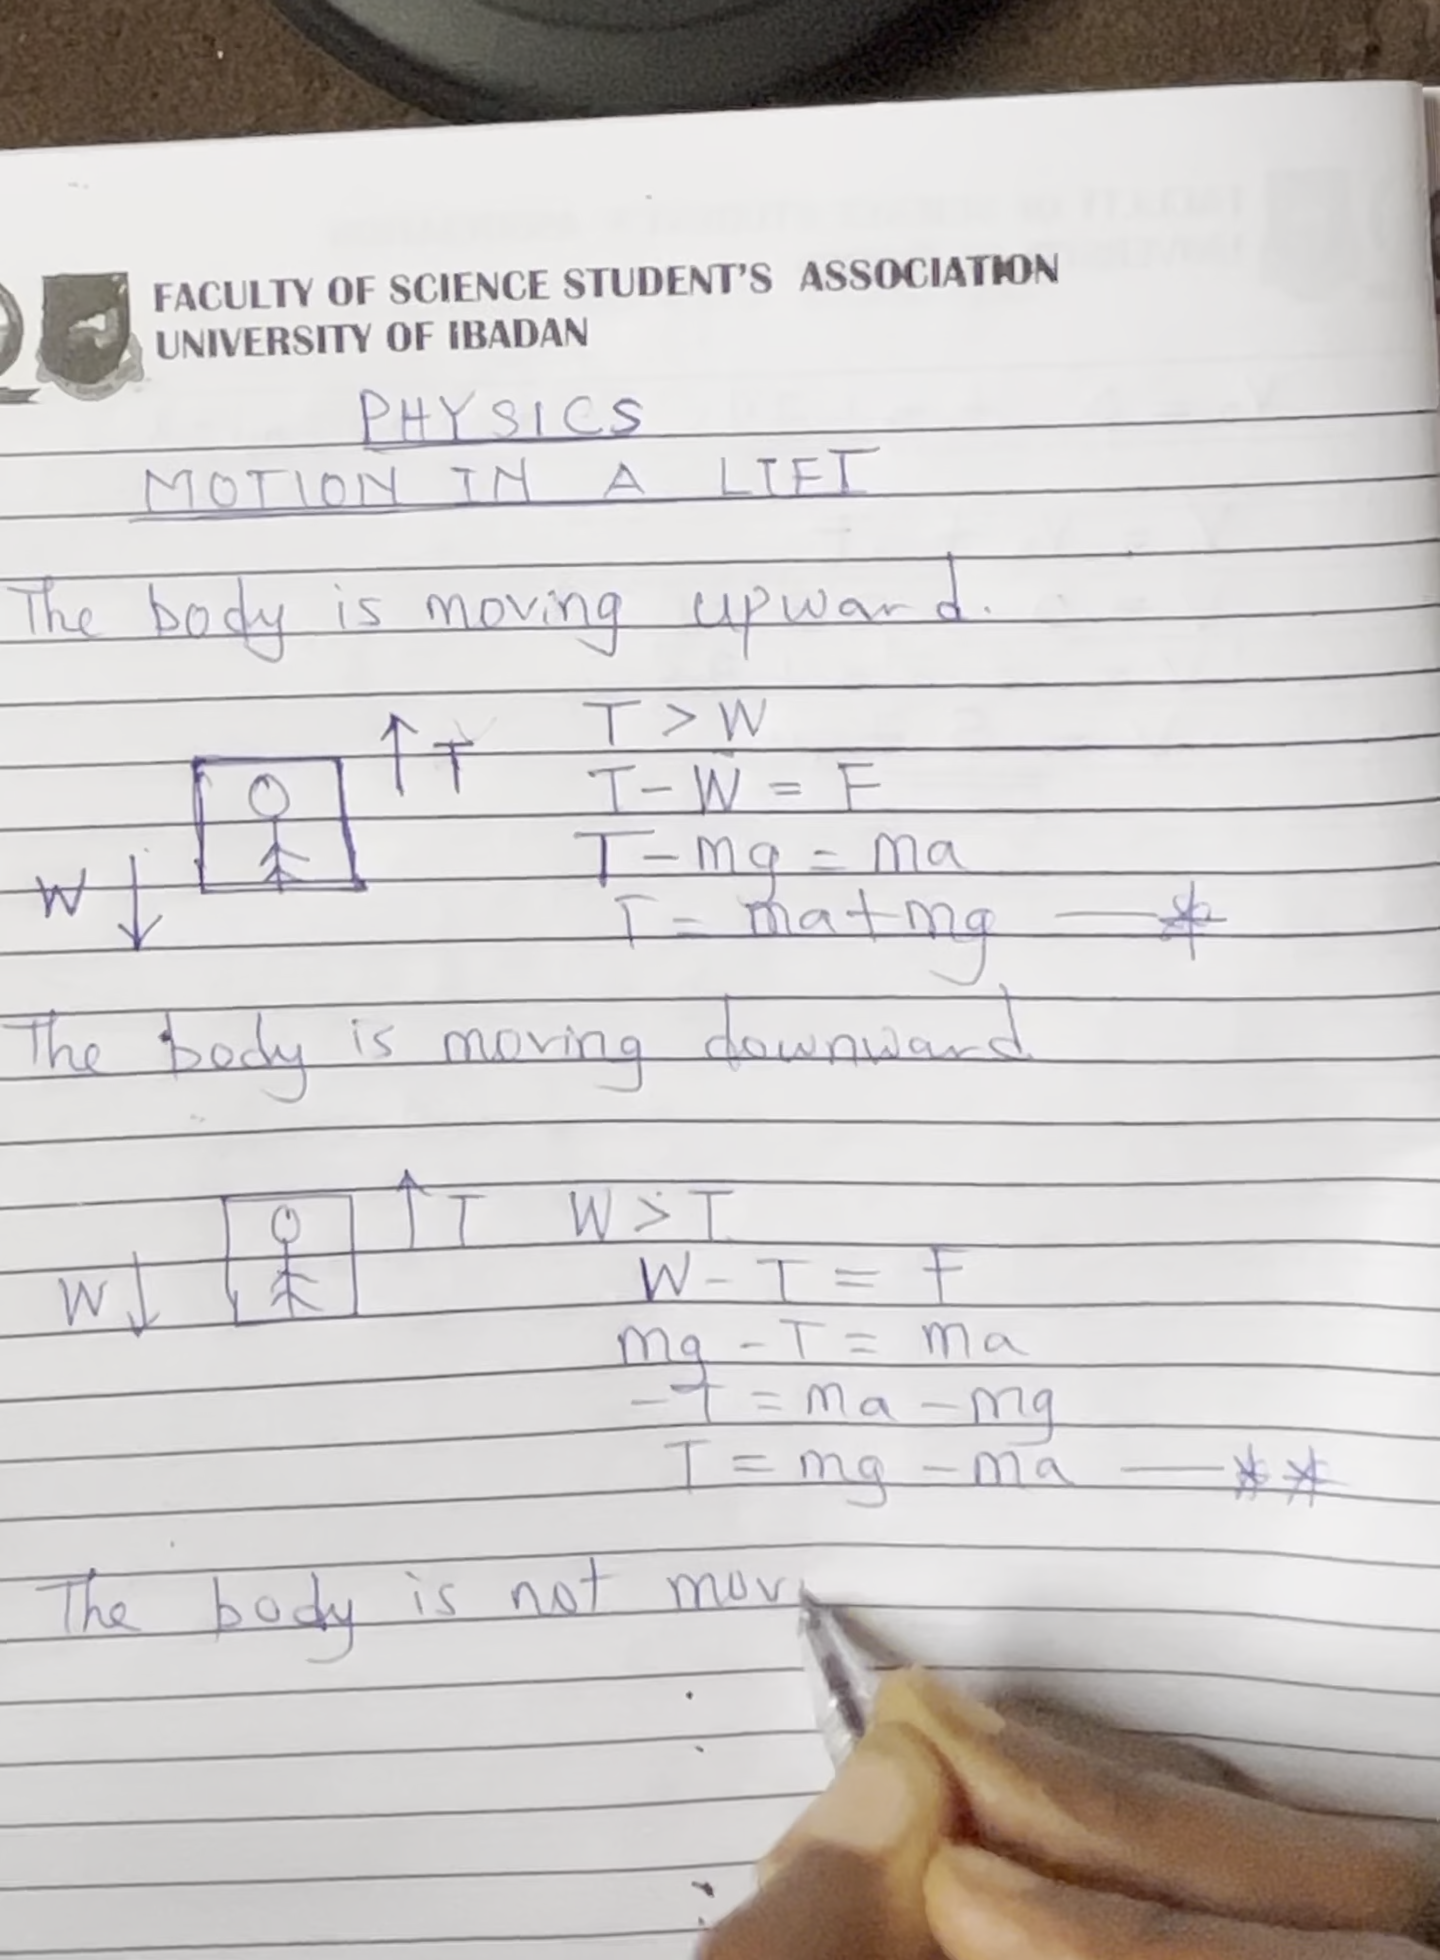 FACULTY OF SCIENCE STUDENT'S ASSOCIATION
UNIVERSITY OF IBADAN
PHYSICS
MOTION IN A LIFT
The body is moving upward.
T > W
T
T - W = F
T - mg = ma
W
T = ma + mg — *
The body is moving downward
T W > T
W - T = F
W
mg - T = ma
-T = ma - mg
T = mg - ma — **
The body is not mov